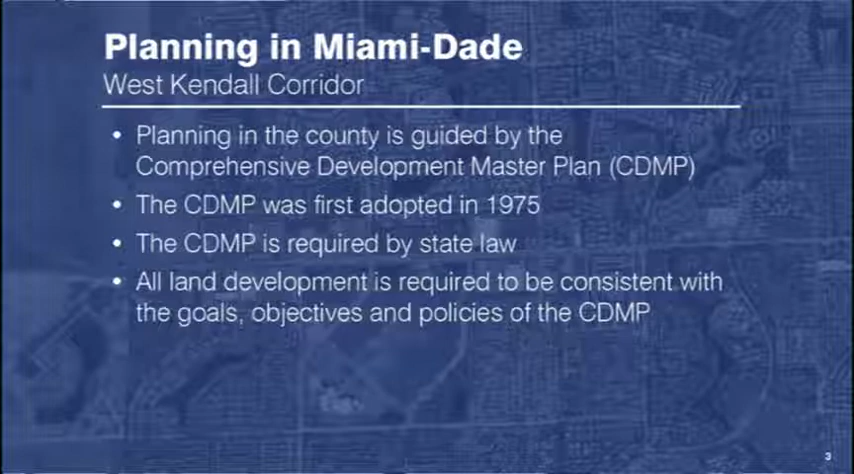 Planning in Miami-Dade
West Kendall Corridor
• Planning in the county is guided by the
Comprehensive Development Master Plan (CDMP)
• The CDMP was first adopted in 1975
• The CDMP is required by state law
• All land development is required to be consistent with
the goals, objectives and policies of the CDMP
3